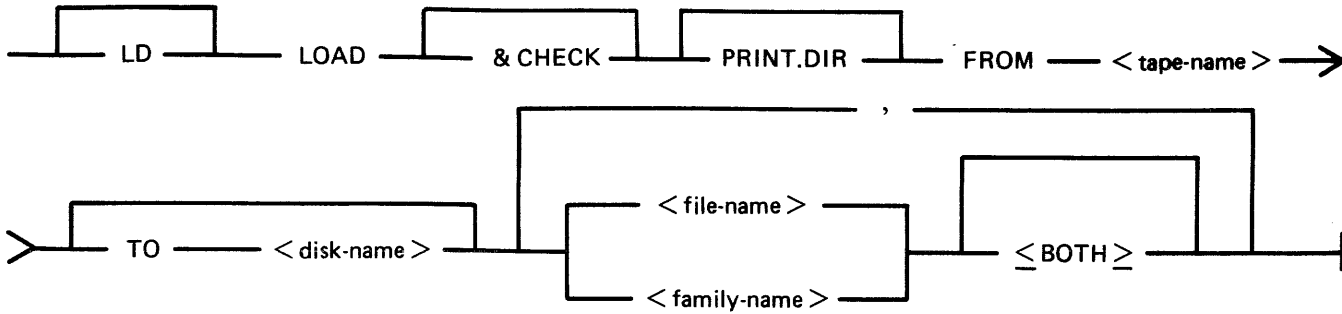 LD LOAD & CHECK PRINT.DIR FROM <tape-name>
,
<file-name>
TO <disk-name> <BOTH>
<family-name>